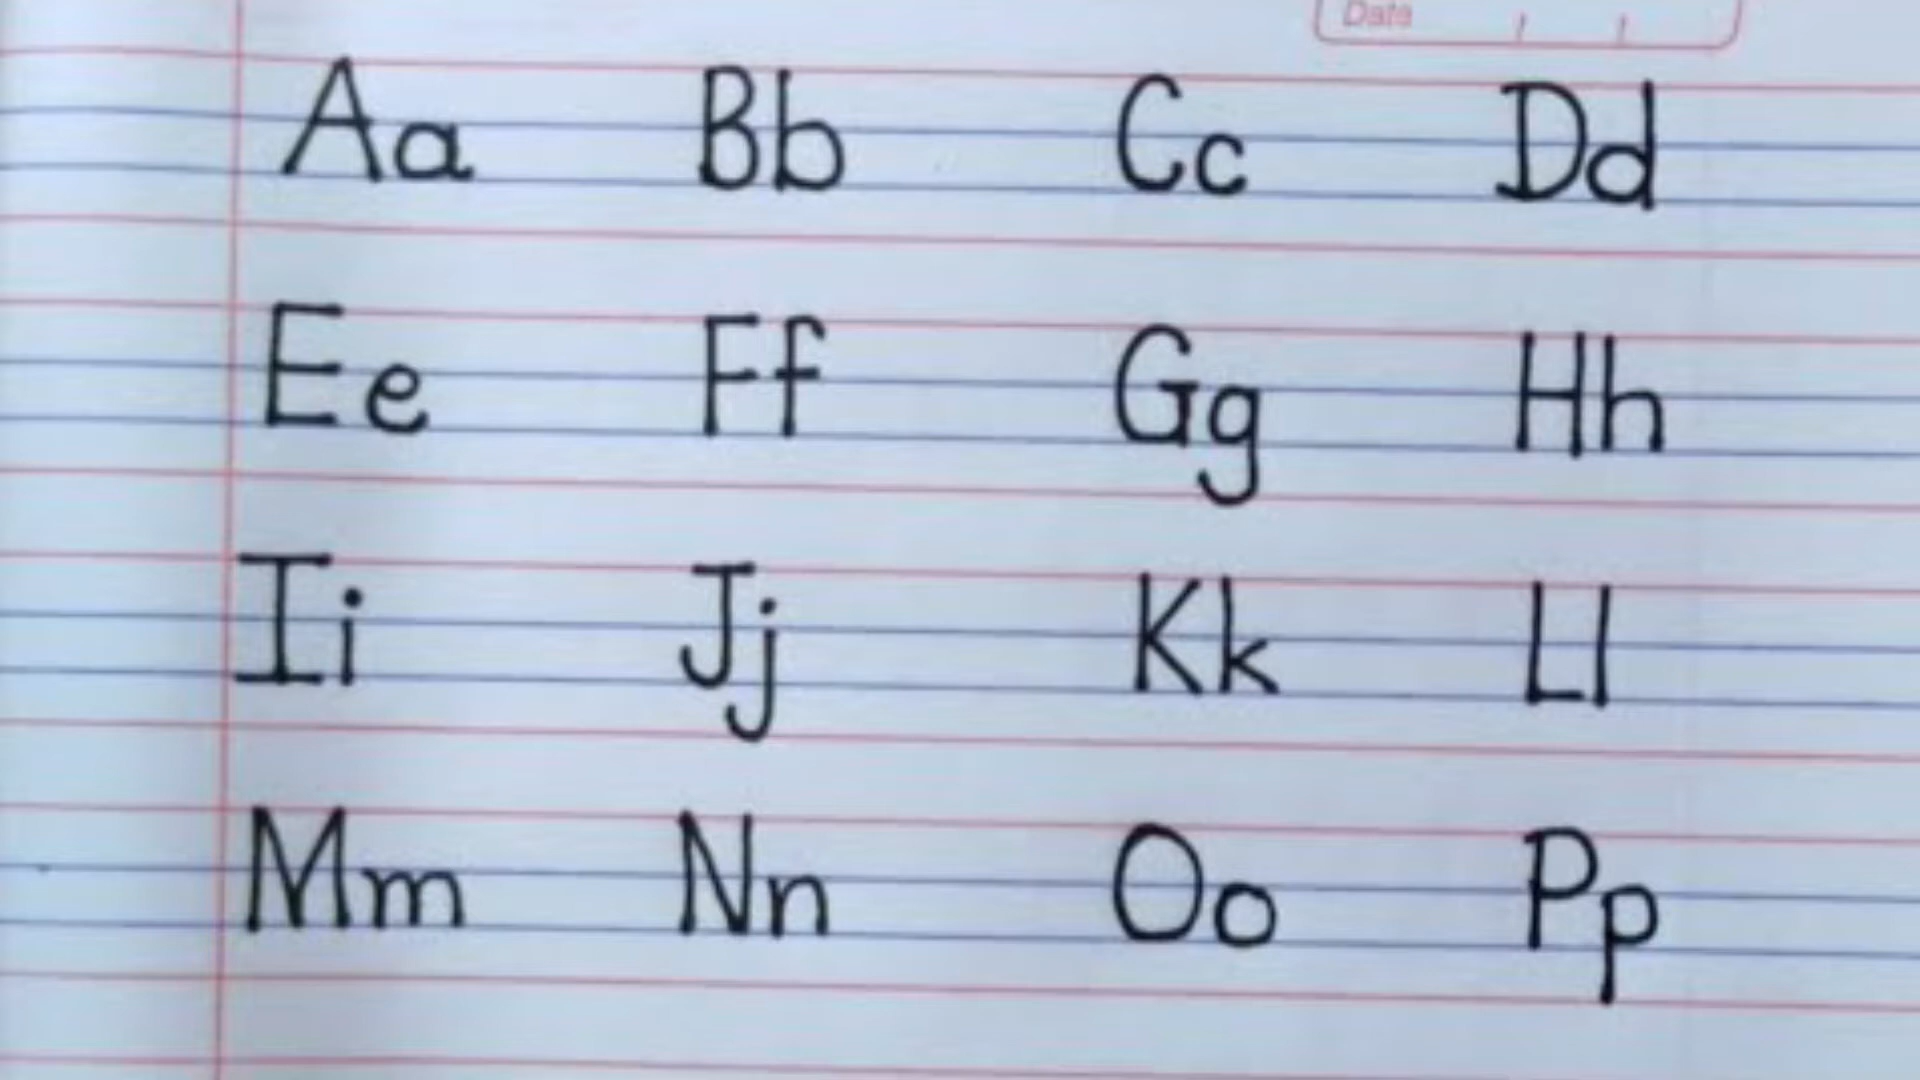 Date / /
Aa Bb Cc Dd
Ee Ff Gg Hh
Ii Jj Kk Ll
Mm Nn Oo Pp